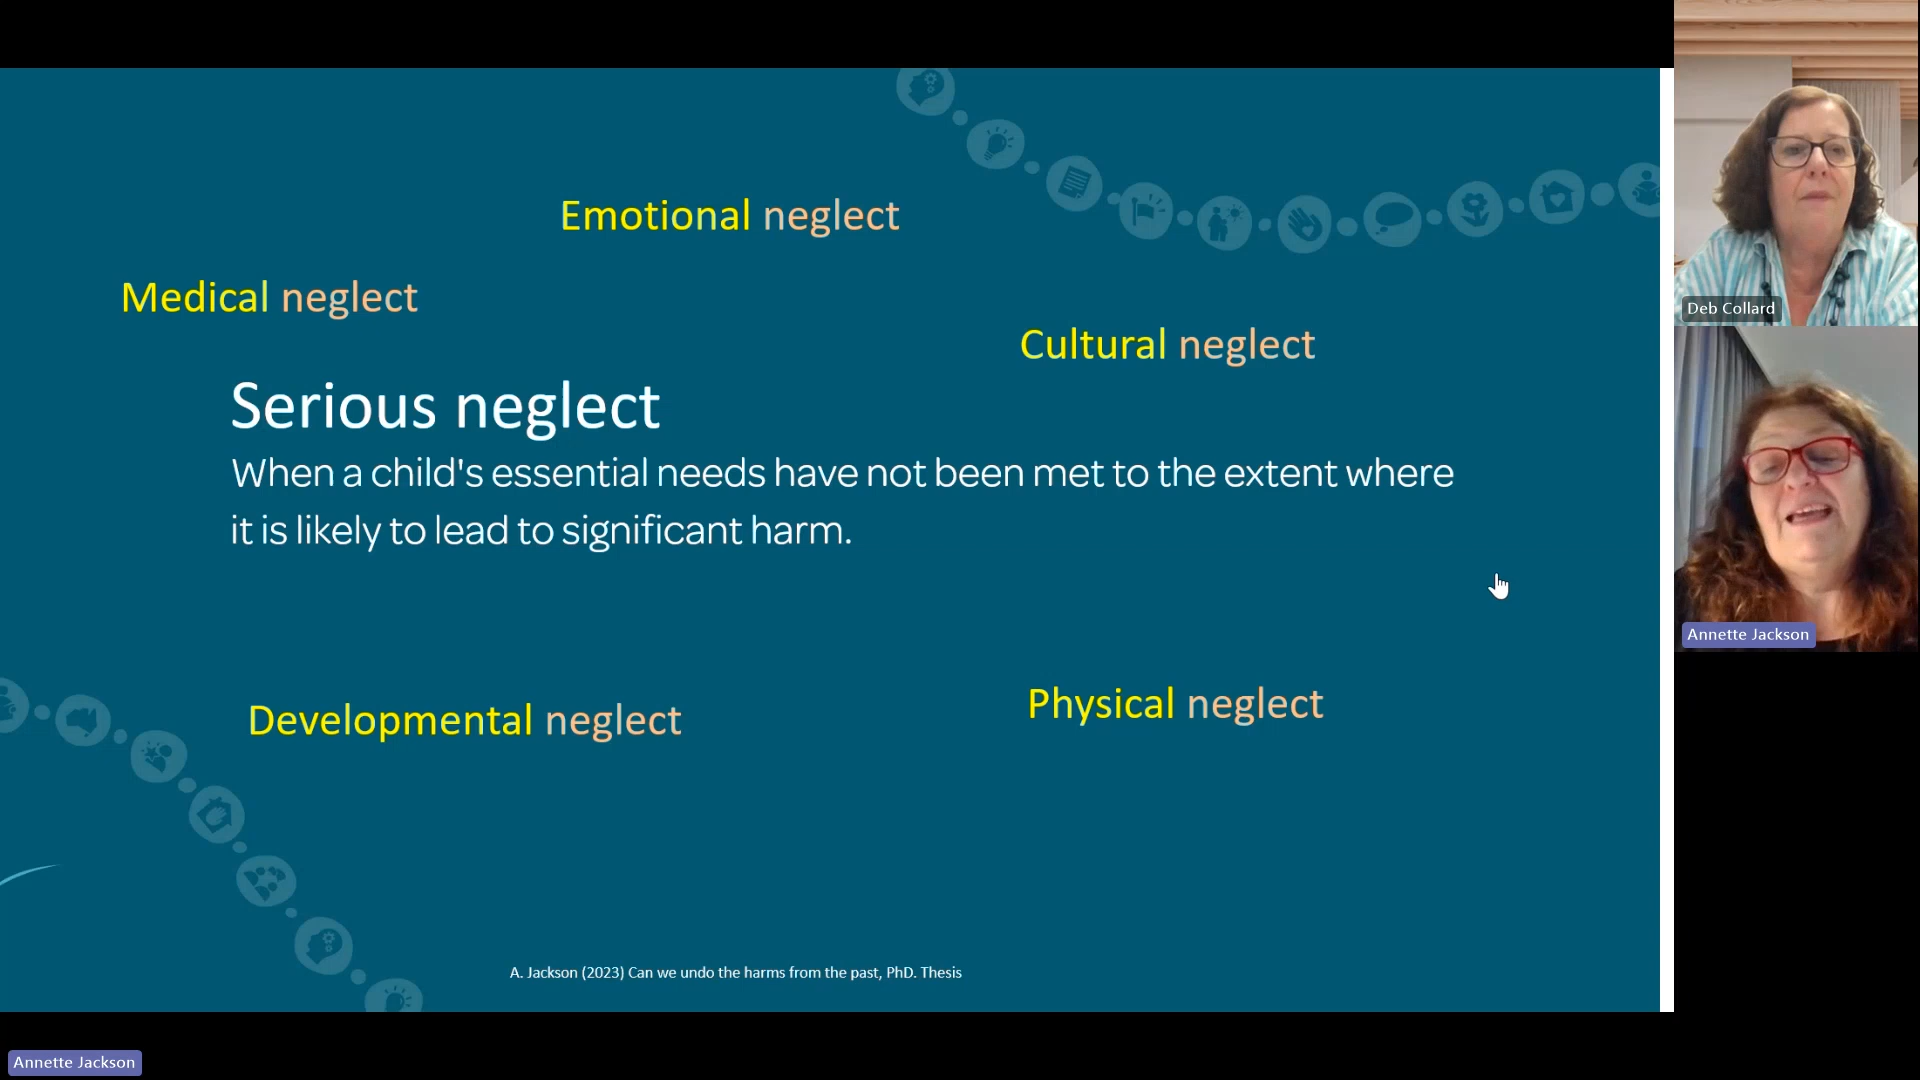 Emotional neglect
Medical neglect
Cultural neglect
Serious neglect
When a child's essential needs have not been met to the extent where
it is likely to lead to significant harm.
Developmental neglect
Physical neglect
A. Jackson (2023) Can we undo the harms from the past, PhD. Thesis
Deb Collard
Annette Jackson
Annette Jackson